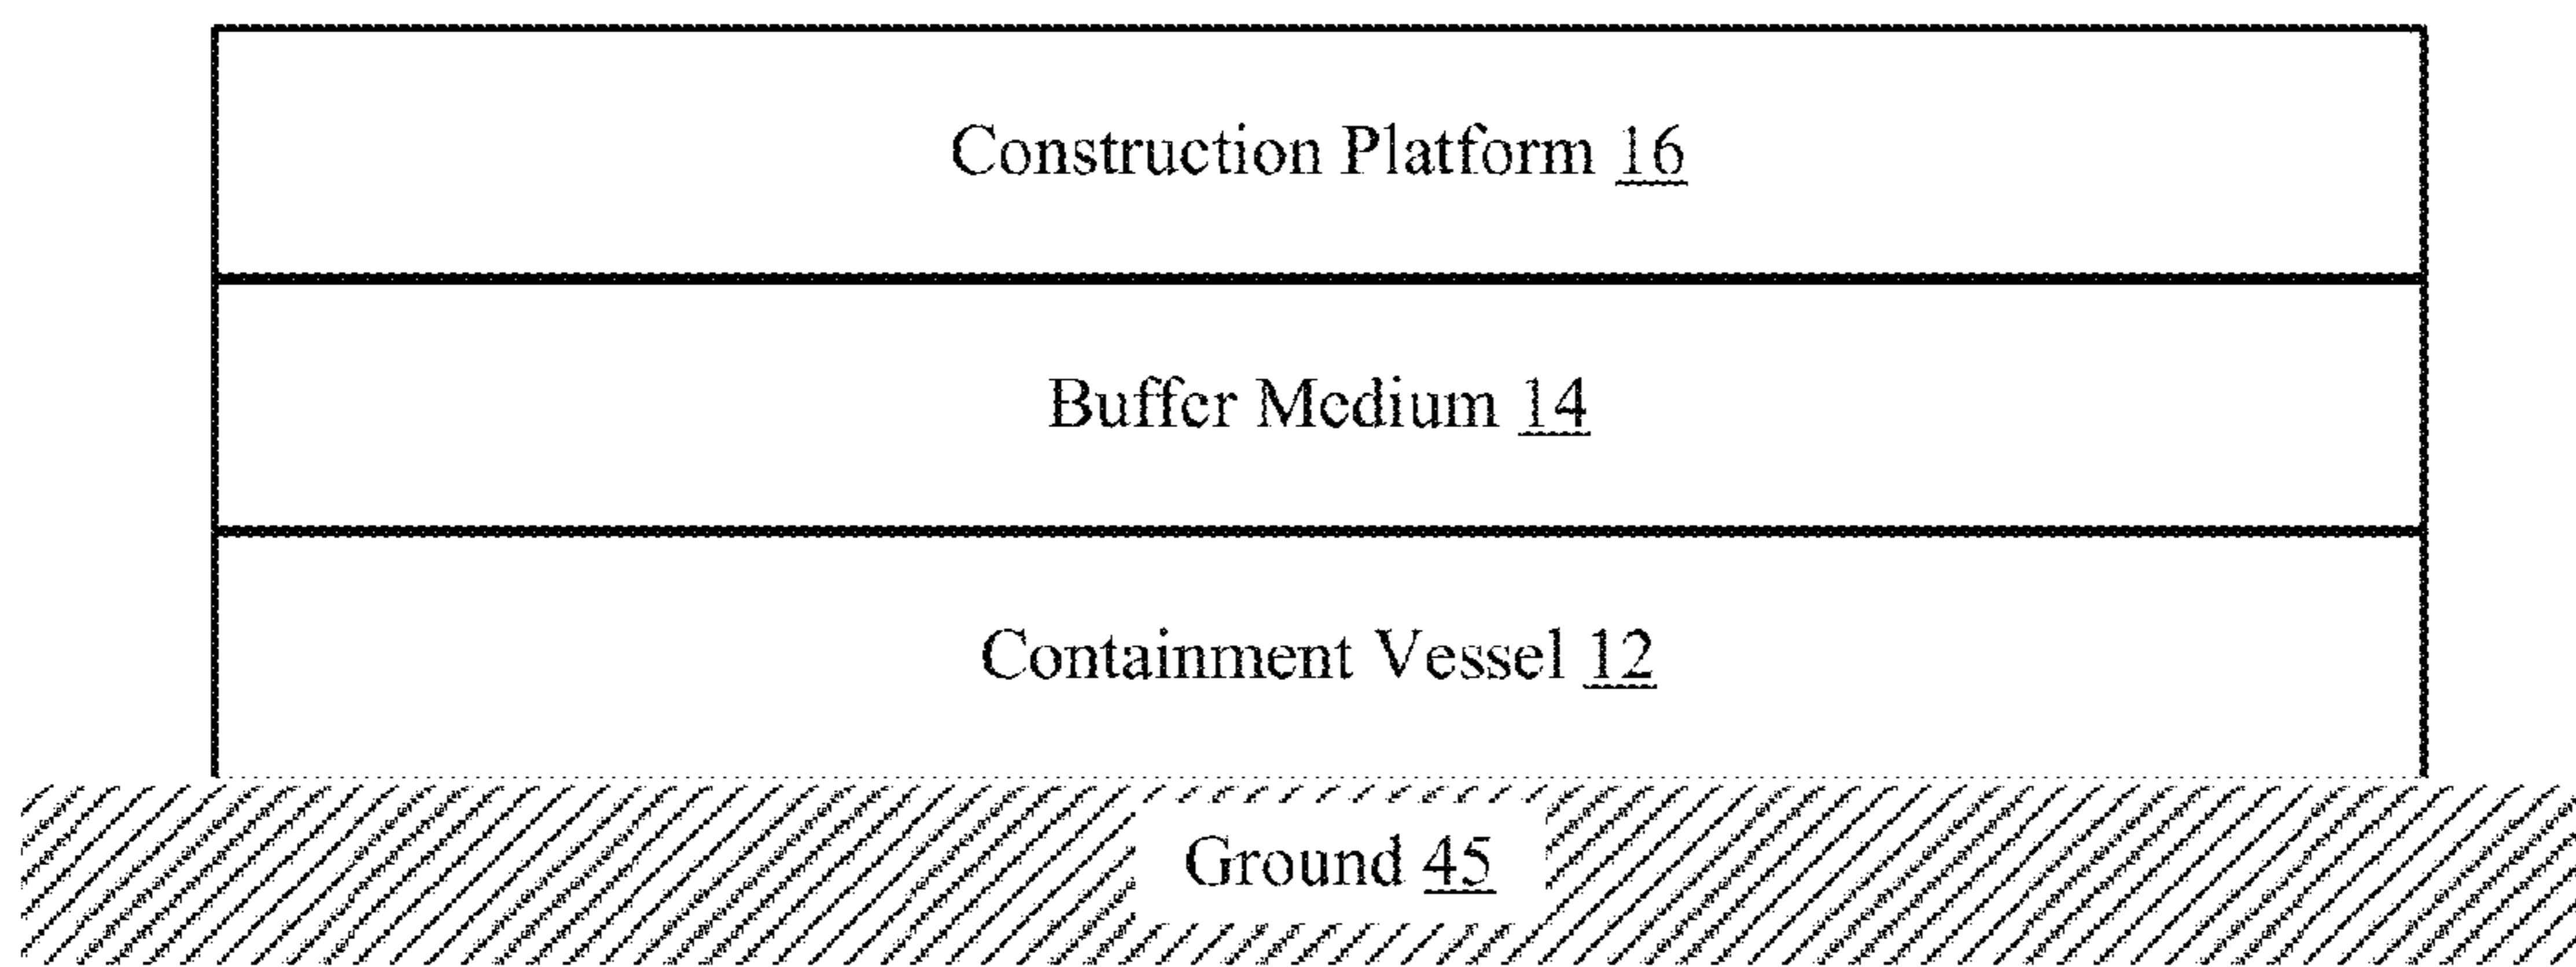 Construction Platform 16
Buffer Medium 14
Containment Vessel 12
Ground 45